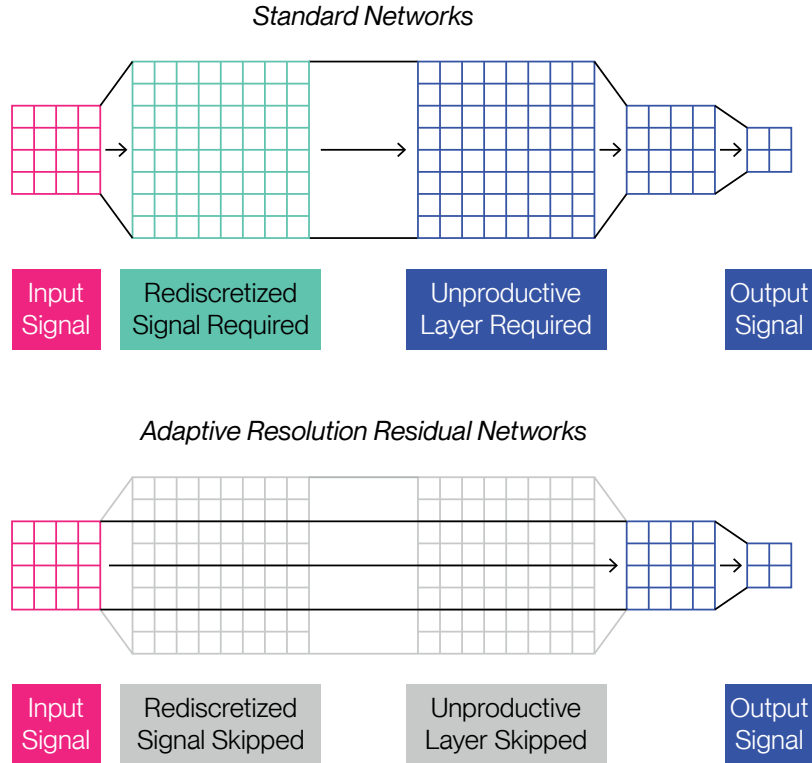 Standard Networks
Input
Signal
Rediscretized
Signal Required
Unproductive
Layer Required
Output
Signal
Adaptive Resolution Residual Networks
Input
Signal
Rediscretized
Signal Skipped
Unproductive
Layer Skipped
Output
Signal